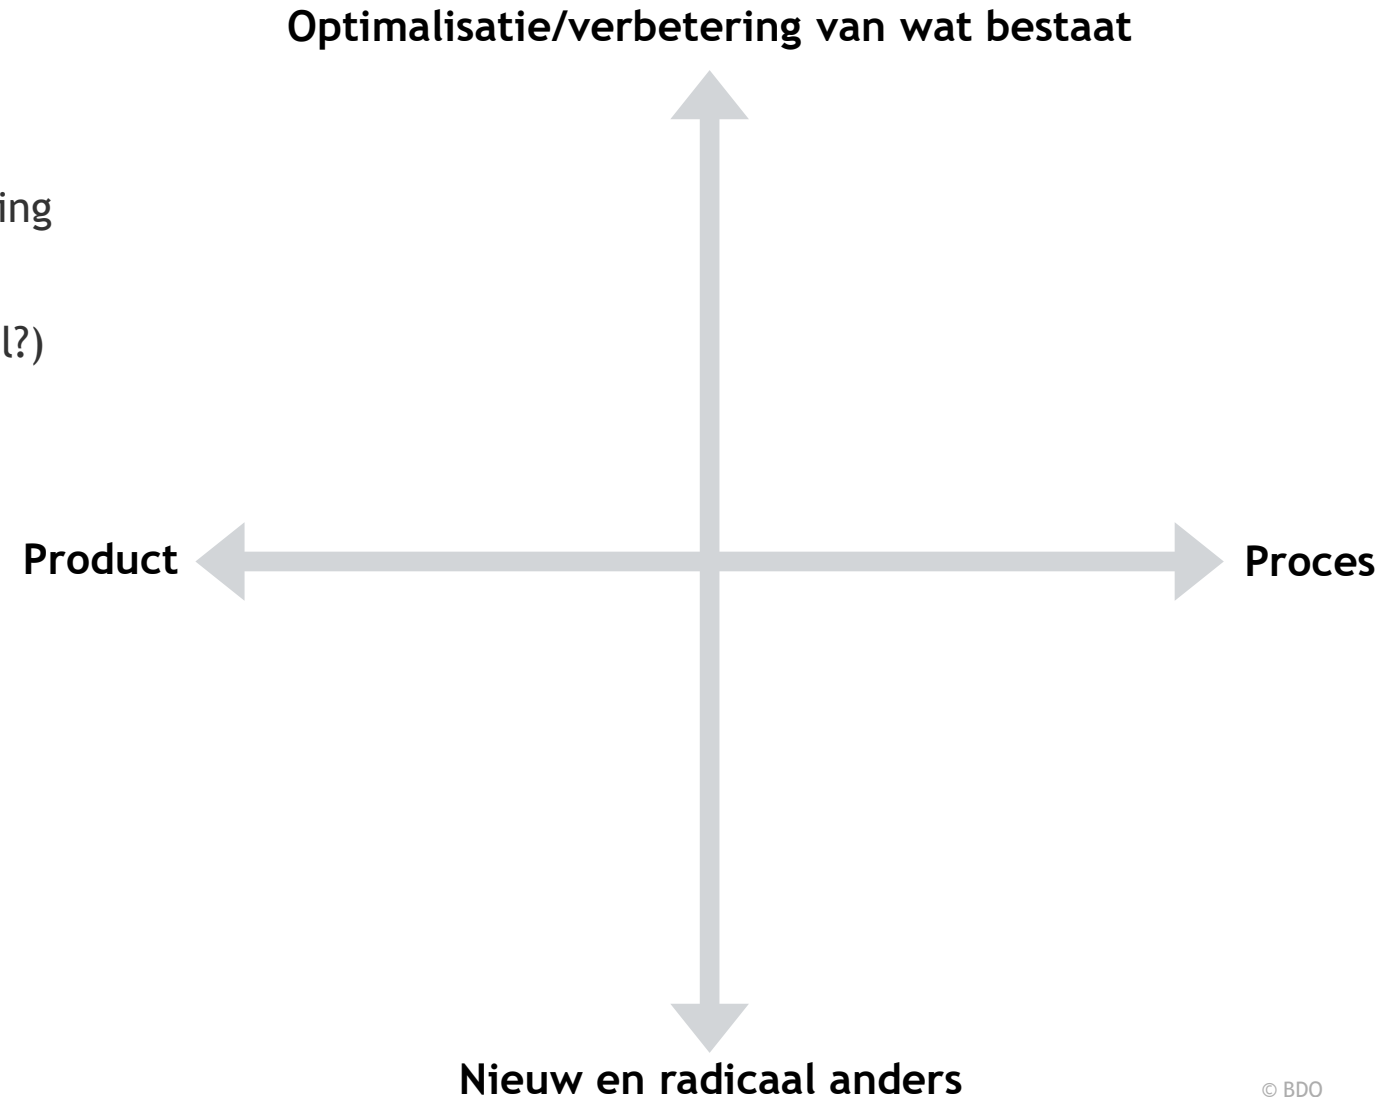 Optimalisatie/verbetering van wat bestaat
ing
l?)
Product
Proces
Nieuw en radicaal anders
© BDO